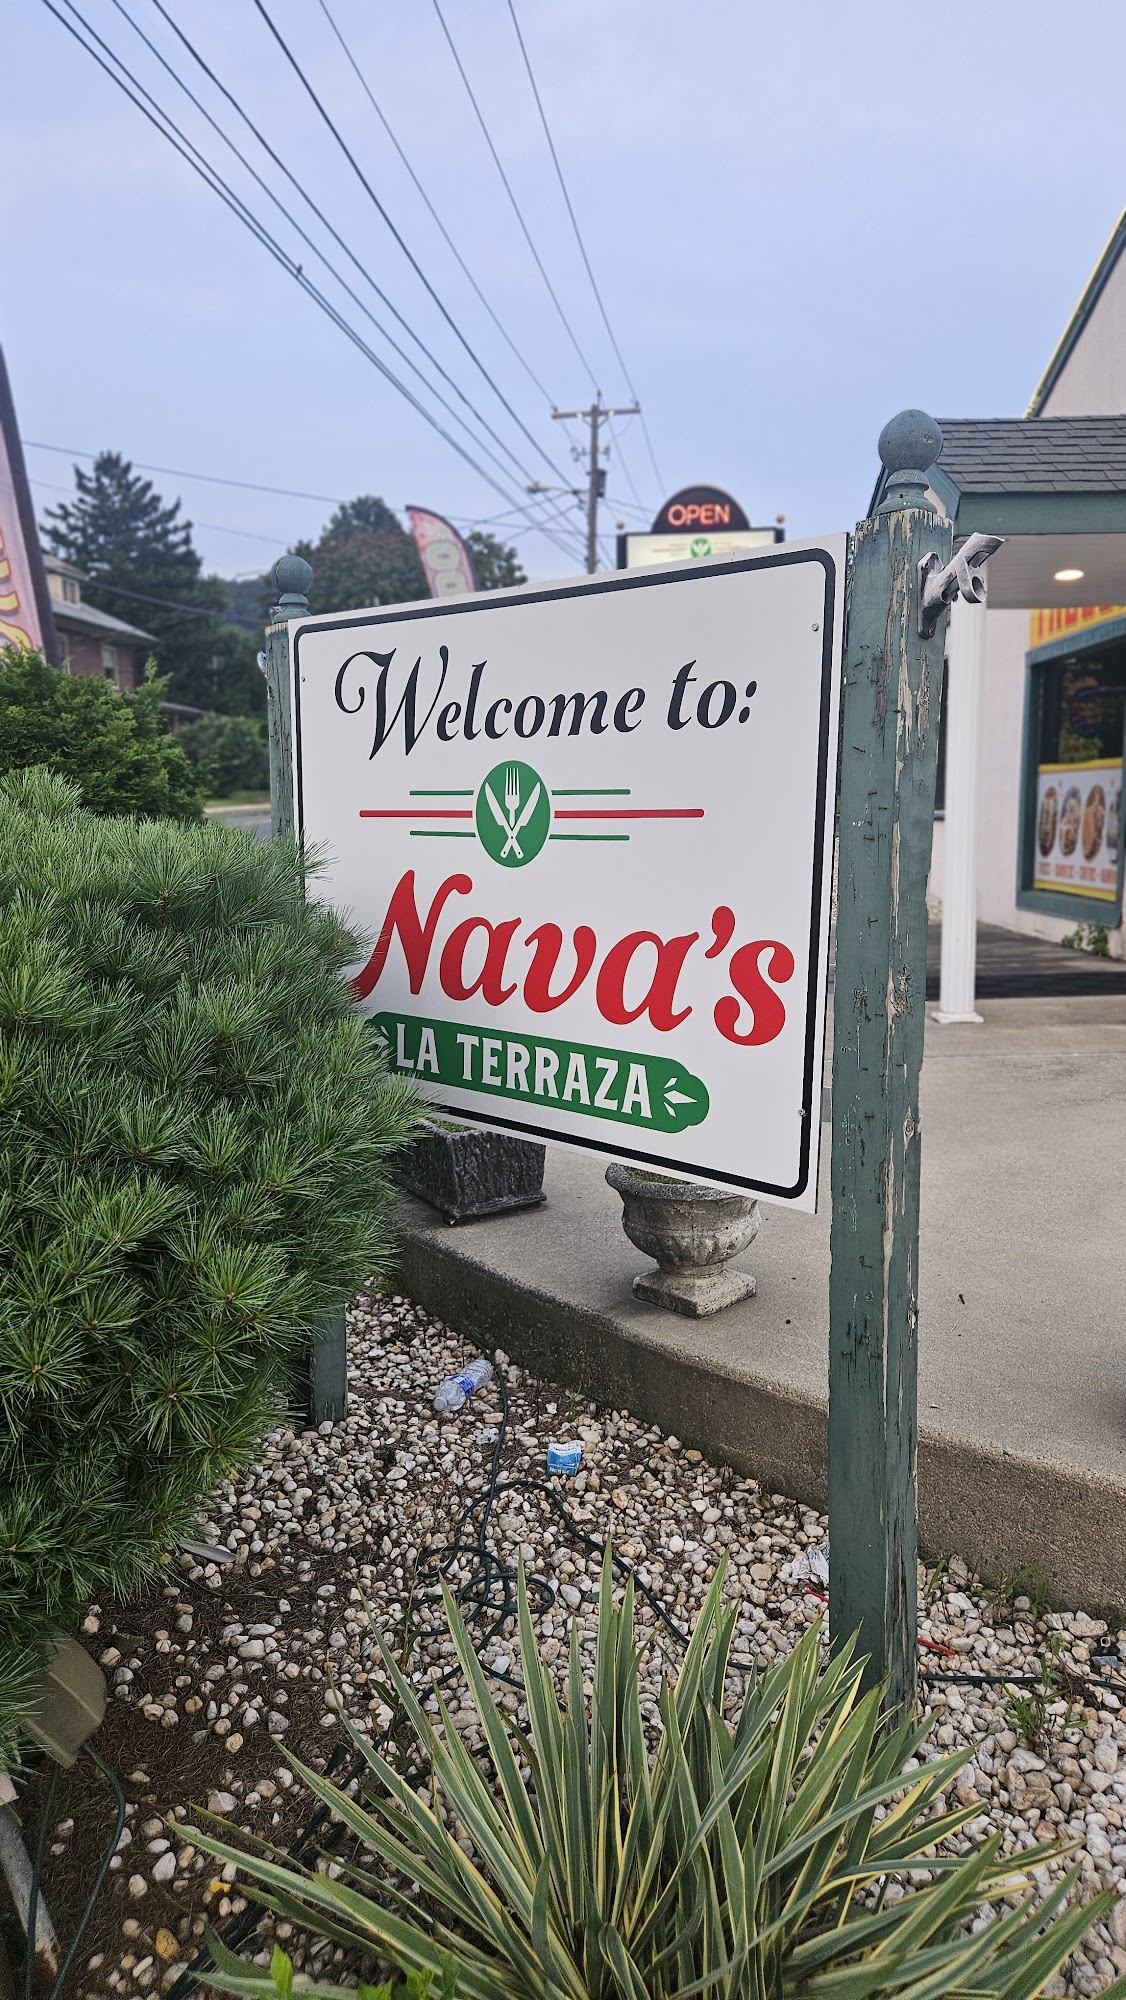 OPEN
Welcome to:
Nava's
LA TERRAZA